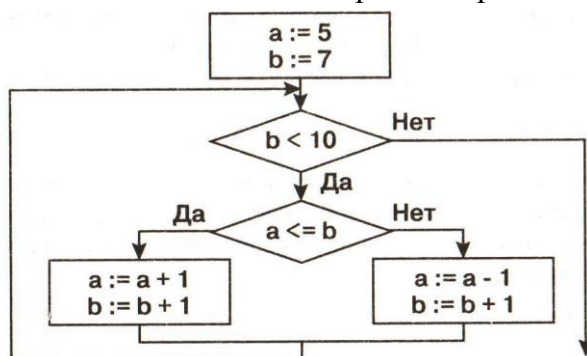 a := 5
b := 7
b < 10
Нет
Да
Да
a <= b
Нет
a := a + 1
b := b + 1
a := a - 1
b := b + 1